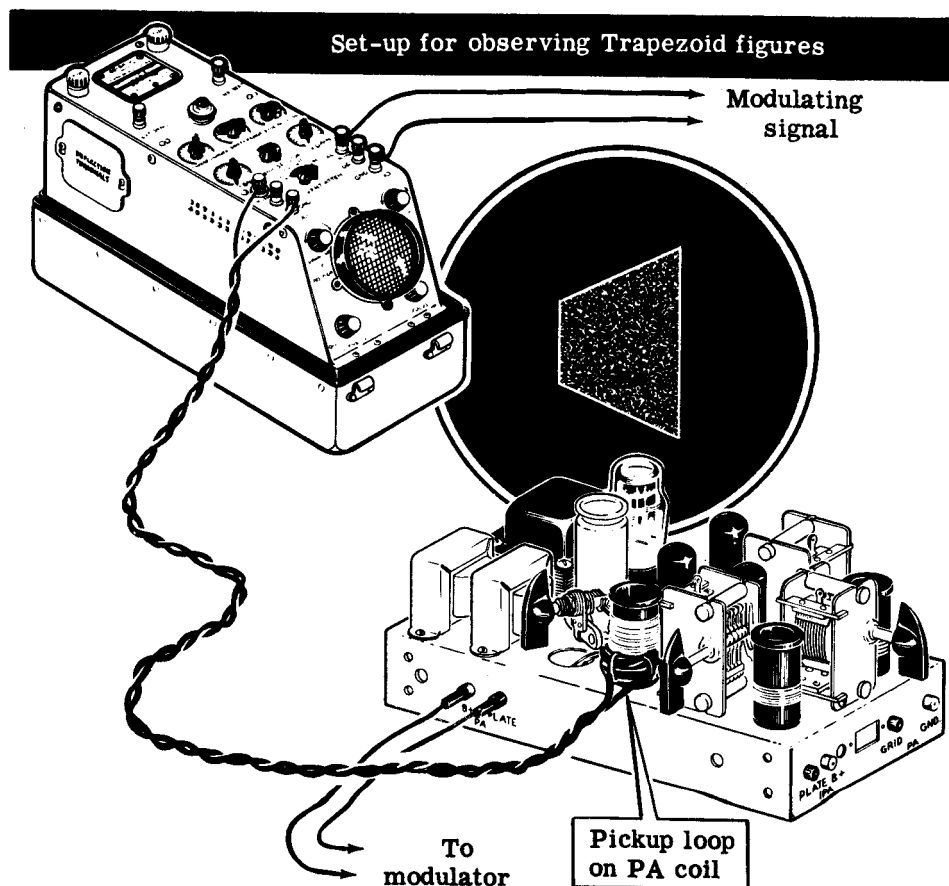 Set-up for observing Trapezoid figures
Modulating
signal
DEFLECTION
TERMINALS
B+
PLATE
PA
PLATE B+
IPA
GRID
PA
GND
To
modulator
Pickup loop
on PA coil